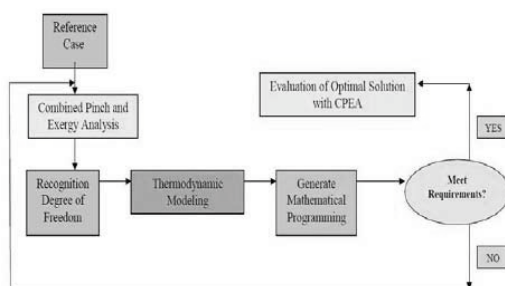 Reference
Case
Combined Pinch and
Exergy Analysis
Evaluation of Optimal Solution
with CPEA
YES
Recognition
Degree of
Freedom
Thermodynamic
Modeling
Generate
Mathematical
Programming
Meet
Requirements?
NO